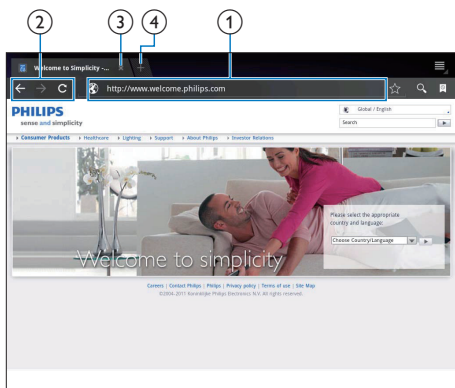 2 3 4 1
Welcome to Simplicity -... × +
http://www.welcome.philips.com
PHILIPS
sense and simplicity
Global / English
Search
Consumer Products Healthcare Lighting Support About Philips Investor Relations
Please select the appropriate
country and language:
Choose Country/Language
Welcome to simplicity
Careers | Contact Philips | Philips | Privacy policy | Terms of use | Site Map
©2004-2011 Koninklijke Philips Electronics N.V. All rights reserved.